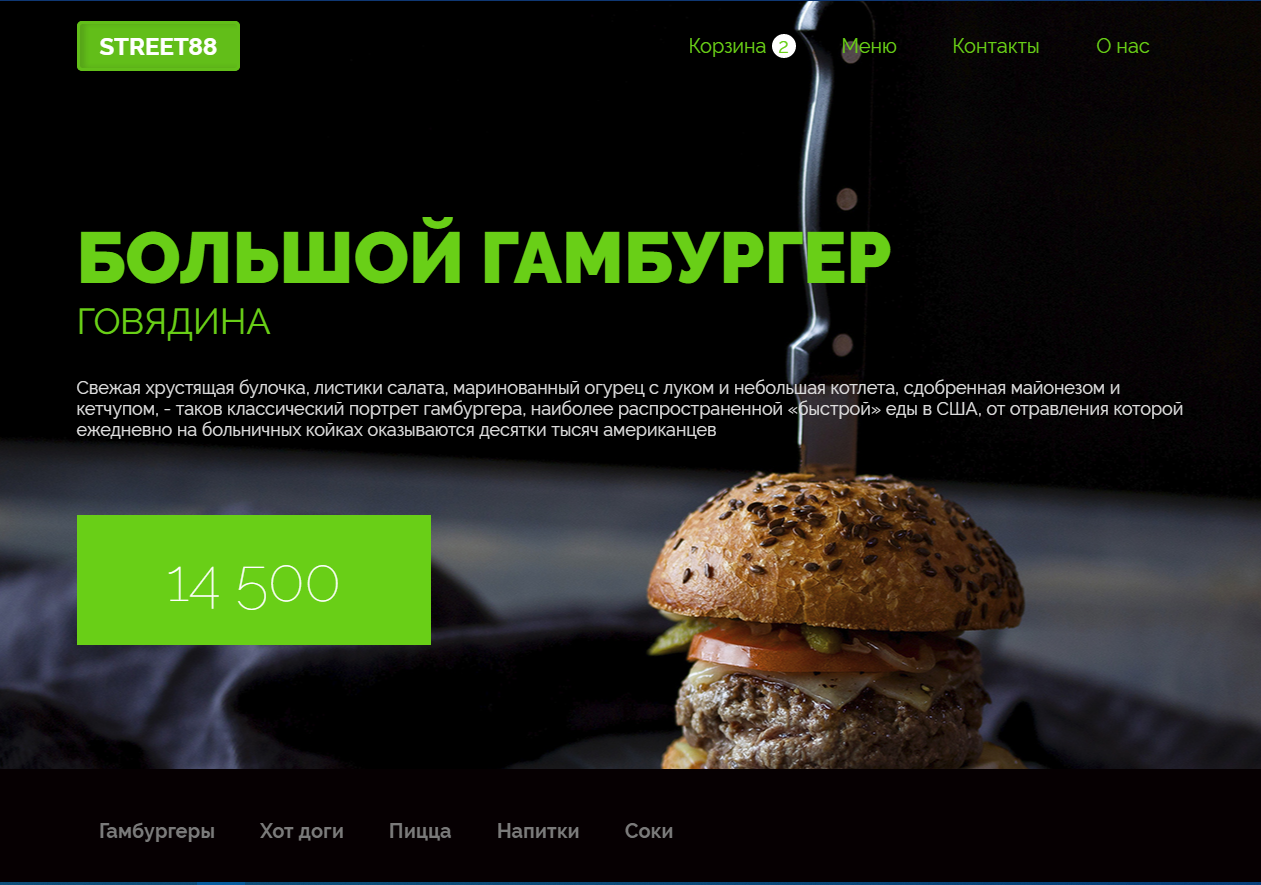 STREET88
Корзина 2 Меню Контакты О нас
БОЛЬШОЙ ГАМБУРГЕР
ГОВЯДИНА
Свежая хрустящая булочка, листики салата, маринованный огурец с луком и небольшая котлета, сдобренная майонезом и
кетчупом, - таков классический портрет гамбургера, наиболее распространенной «быстрой» еды в США, от отравления которой
ежедневно на больничных койках оказываются десятки тысяч американцев
14 500
Гамбургеры Хот доги Пицца Напитки Соки